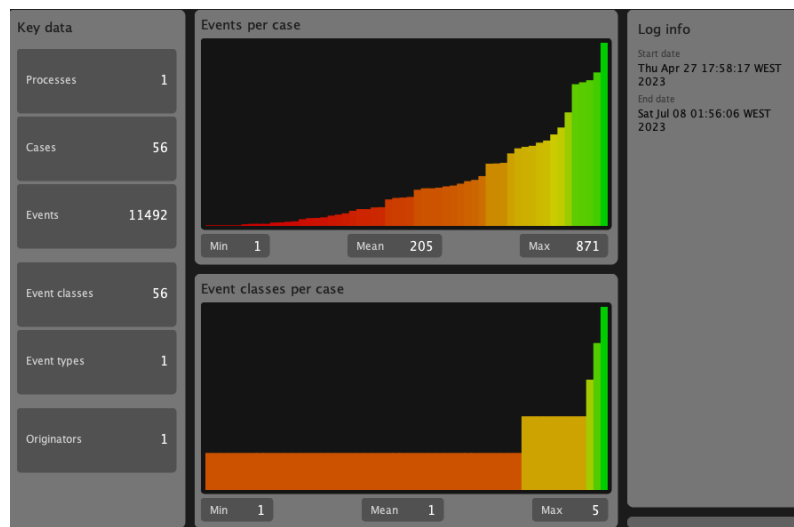 Key data
Processes 1
Cases 56
Events 11492
Event classes 56
Event types 1
Originators 1
Events per case
Min 1 Mean 205 Max 871
Event classes per case
Min 1 Mean 1 Max 5
Log info
Start date
Thu Apr 27 17:58:17 WEST
2023
End date
Sat Jul 08 01:56:06 WEST
2023